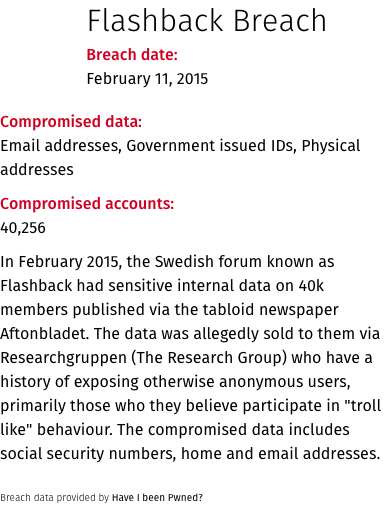 Flashback Breach
Breach date:
February 11, 2015
Compromised data:
Email addresses, Government issued IDs, Physical
addresses
Compromised accounts:
40,256
In February 2015, the Swedish forum known as
Flashback had sensitive internal data on 40k
members published via the tabloid newspaper
Aftonbladet. The data was allegedly sold to them via
Researchgruppen (The Research Group) who have a
history of exposing otherwise anonymous users,
primarily those who they believe participate in "troll
like" behaviour. The compromised data includes
social security numbers, home and email addresses.
Breach data provided by Have I been Pwned?